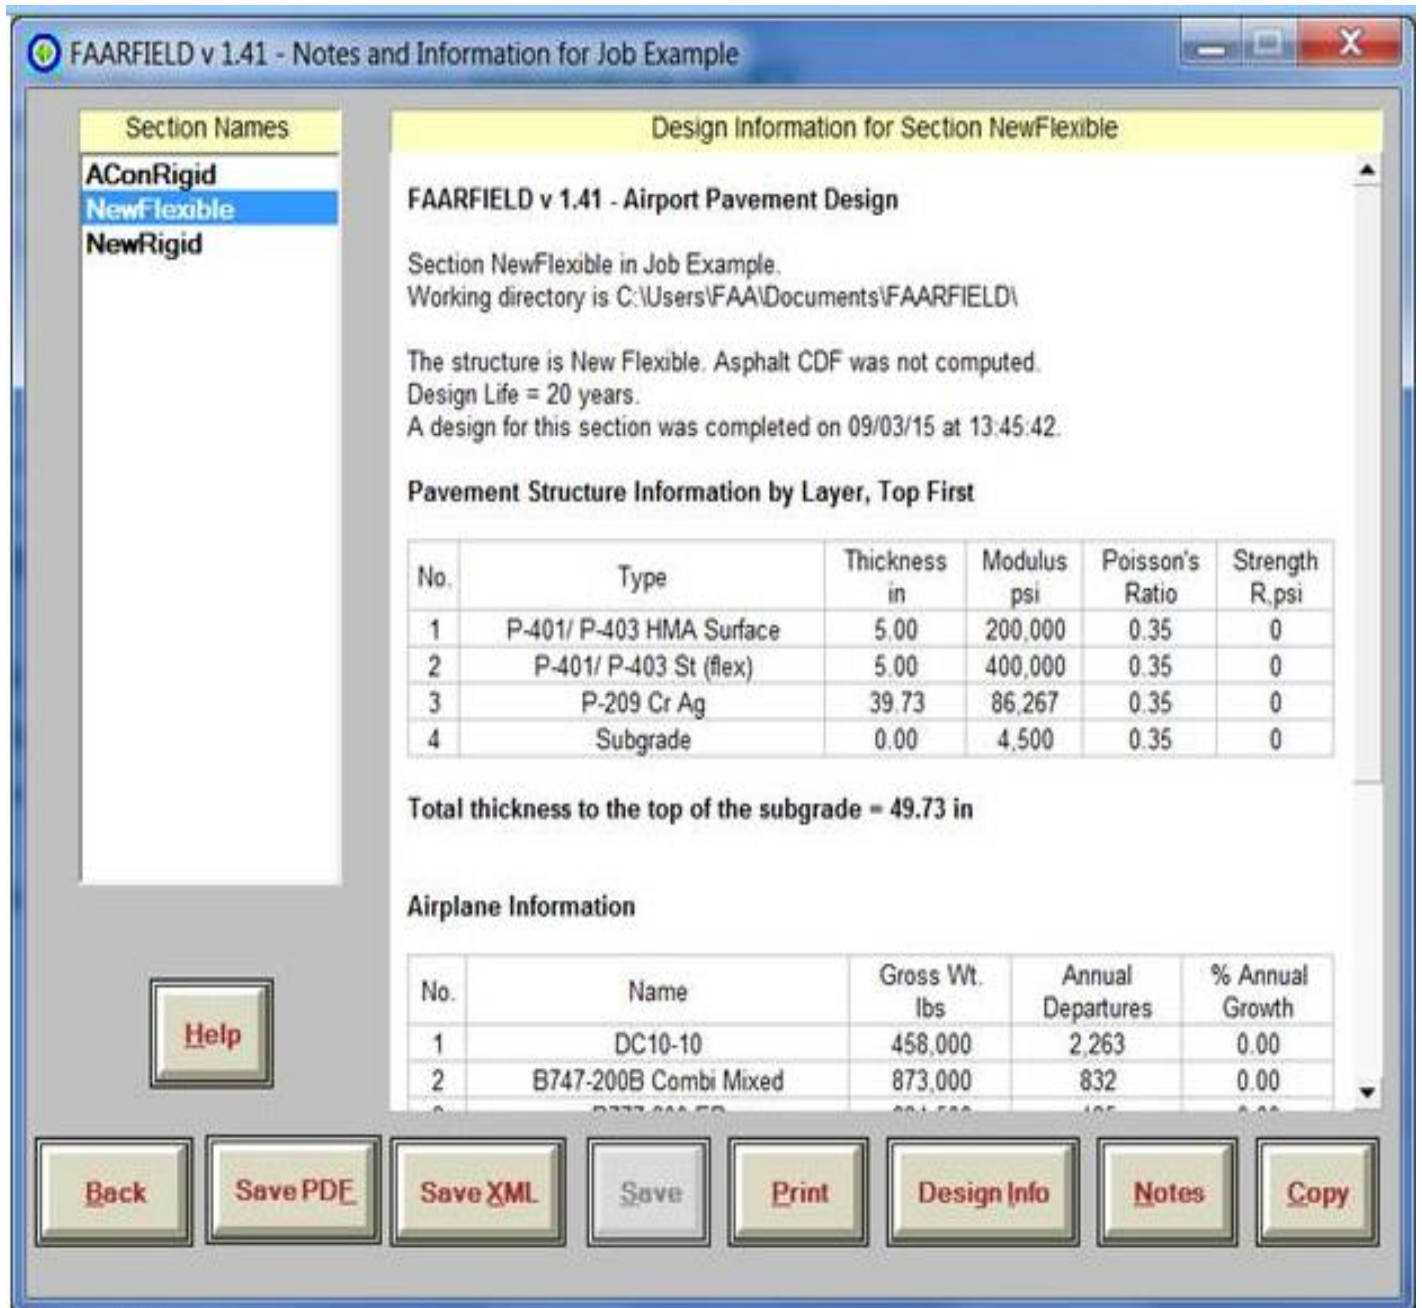 FAARFIELD v 1.41 - Notes and Information for Job Example
Section Names
AConRigid
NewFlexible
NewRigid
Design Information for Section NewFlexible
FAARFIELD v 1.41 - Airport Pavement Design
Section NewFlexible in Job Example.
Working directory is C:\Users\FAA\Documents\FAARFIELD\
The structure is New Flexible. Asphalt CDF was not computed.
Design Life = 20 years.
A design for this section was completed on 09/03/15 at 13:45:42.
Pavement Structure Information by Layer, Top First
No. Type Thickness in Modulus psi Poisson's Ratio Strength R,psi
1 P-401/ P-403 HMA Surface 5.00 200,000 0.35 0
2 P-401/ P-403 St (flex) 5.00 400,000 0.35 0
3 P-209 Cr Ag 39.73 86,267 0.35 0
4 Subgrade 0.00 4,500 0.35 0
Total thickness to the top of the subgrade = 49.73 in
Airplane Information
No. Name Gross Wt. lbs Annual Departures % Annual Growth
1 DC10-10 458,000 2,263 0.00
2 B747-200B Combi Mixed 873,000 832 0.00
Help
Back Save PDF Save XML Save Print Design Info Notes Copy